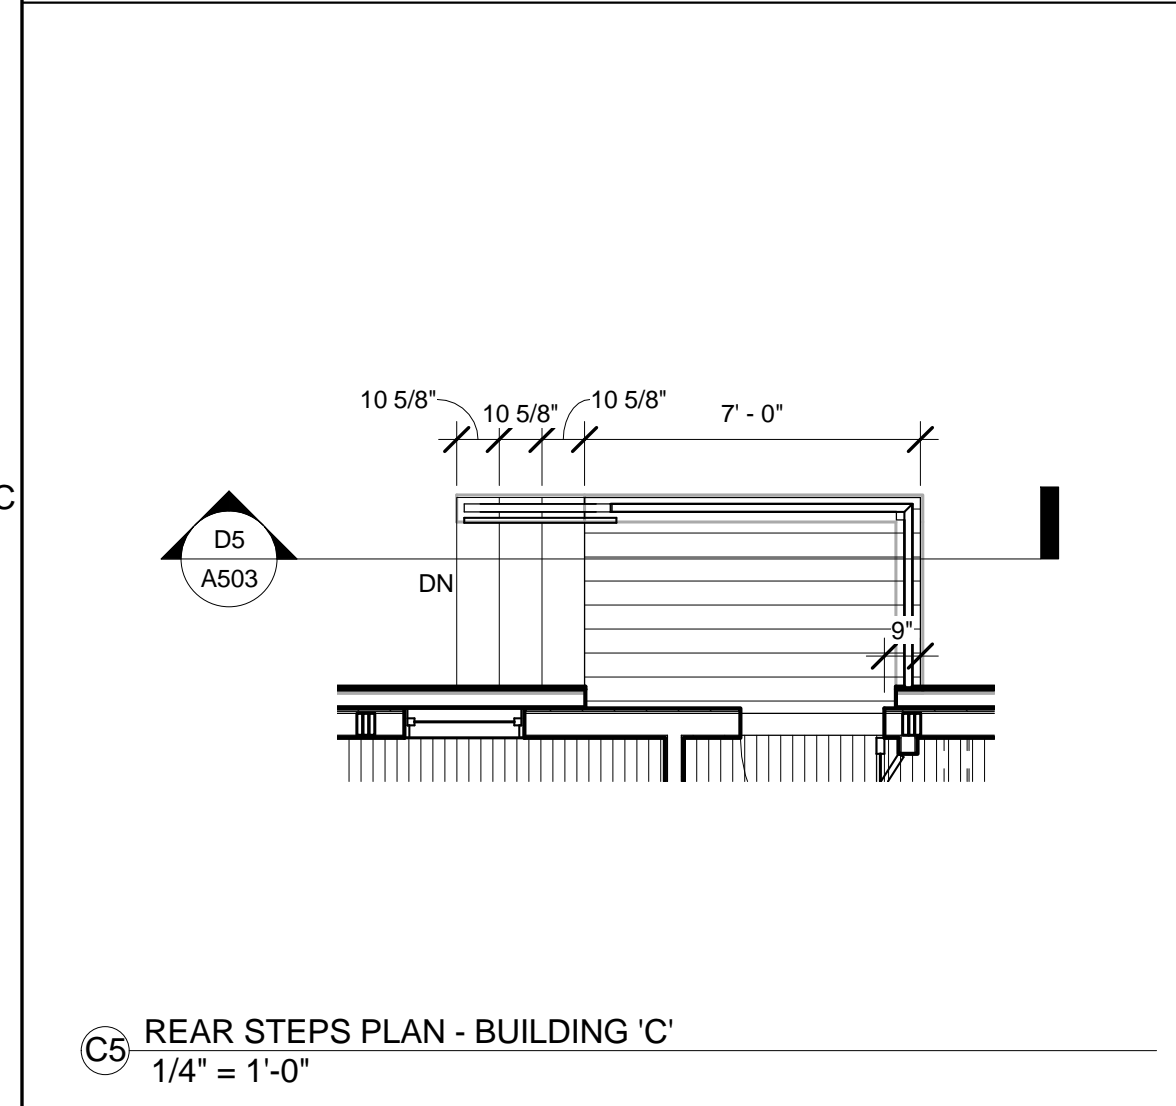 10 5/8" 10 5/8" 10 5/8" 7' - 0"
C
D5
A503
DN
9"
C5 REAR STEPS PLAN - BUILDING 'C'
1/4" = 1'-0"